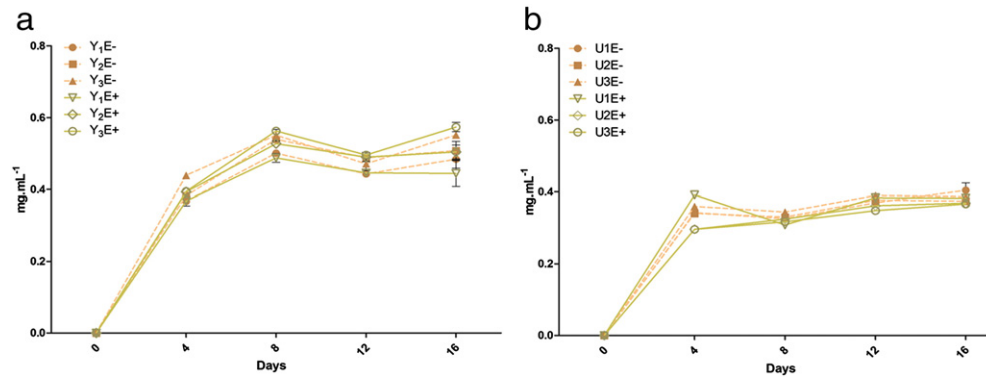 a
Y₁E-
Y₂E-
Y₃E-
Y₁E+
Y₂E+
Y₃E+
0.8
0.6
0.4
0.2
0.0
mg.mL⁻¹
0
4
8
12
16
Days
b
U1E-
U2E-
U3E-
U1E+
U2E+
U3E+
0.8
0.6
0.4
0.2
0.0
mg.mL⁻¹
0
4
8
12
16
Days